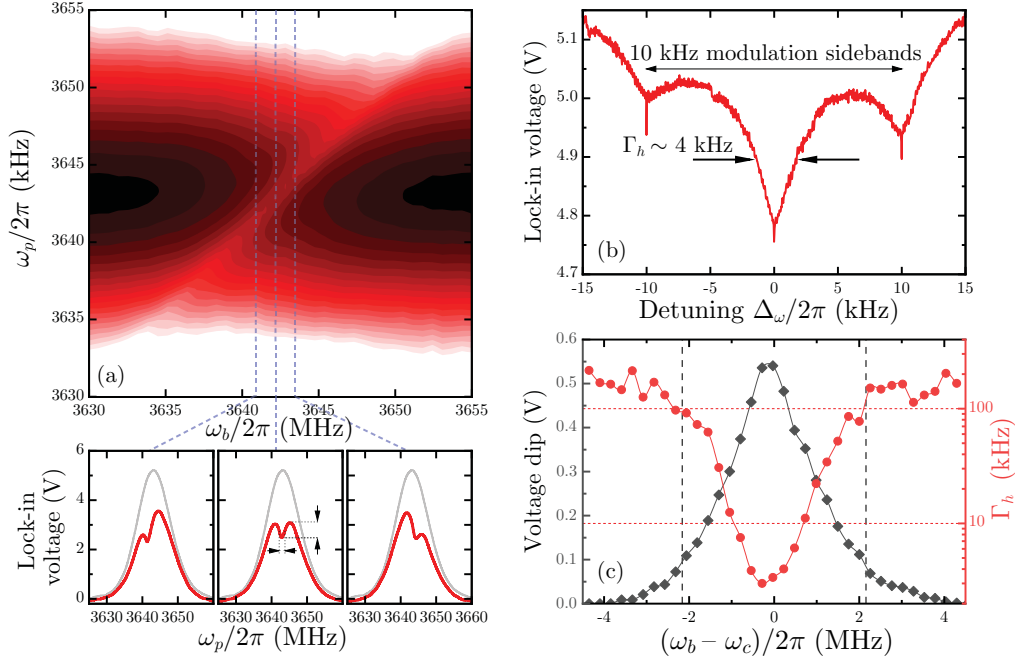 3655
3650
3645
3640
3635
3630
ω_p/2π (kHz)
(a)
3630 3635 3640 3645 3650 3655
ω_b/2π (MHz)
6
4
2
0
Lock-in
voltage (V)
3630 3640 3650 3630 3640 3650 3630 3640 3650 3660
ω_p/2π (MHz)
5.1
5.0
4.9
4.8
4.7
Lock-in voltage (V)
10 kHz modulation sidebands
Γ_h ∼ 4 kHz
(b)
-15 -10 -5 0 5 10 15
Detuning Δ_ω/2π (kHz)
0.6
0.5
0.4
0.3
0.2
0.1
0.0
Voltage dip (V)
100
10
Γ_h (kHz)
(c)
-4 -2 0 2 4
(ω_b − ω_c)/2π (MHz)